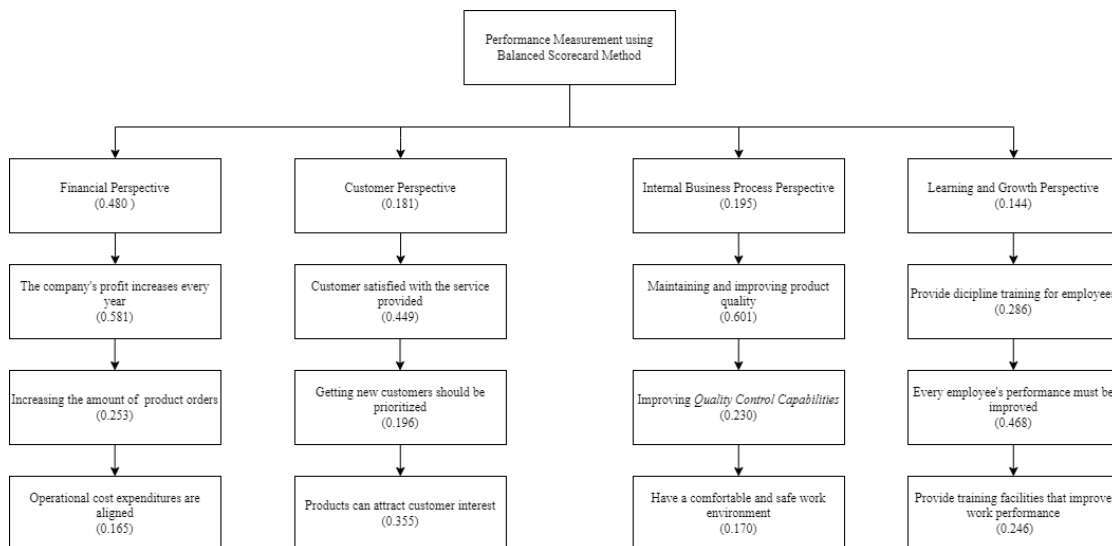 Performance Measurement using
Balanced Scorecard Method
Financial Perspective
(0.480 )
Customer Perspective
(0.181)
Internal Business Process Perspective
(0.195)
Learning and Growth Perspective
(0.144)
The company's profit increases every
year
(0.581)
Customer satisfied with the service
provided
(0.449)
Maintaining and improving product
quality
(0.601)
Provide dicipline training for employees
(0.286)
Increasing the amount of product orders
(0.253)
Getting new customers should be
prioritized
(0.196)
Improving Quality Control Capabilities
(0.230)
Every employee's performance must be
improved
(0.468)
Operational cost expenditures are
aligned
(0.165)
Products can attract customer interest
(0.355)
Have a comfortable and safe work
environment
(0.170)
Provide training facilities that improve
work performance
(0.246)